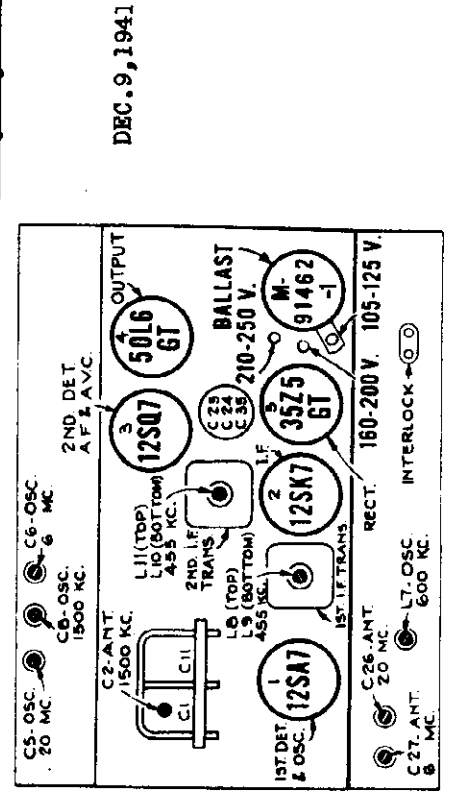 DEC.9,1941
C5-OSC.
20 MC.
C8-OSC.
1500 KC.
C6-OSC.
6 MC.
2ND. DET.
A F & A.V.C.
OUTPUT
C2-ANT.
1500 KC.
C1
C11
L11 (TOP)
L10 (BOTTOM)
455 KC.
2ND. I.F.
TRANS
3
12SQ7
4
50L6
GT
C 23
C 24
C 35
BALLAST
210-250 V.
L8 (TOP)
L9 (BOTTOM)
455 KC.
I.F.
1
12SA7
2
12SK7
5
35Z5
GT
M-
91462
-1
1ST. DET.
& OSC.
1ST. I.F. TRANS.
RECT.
160-200 V.
105-125 V.
C27-ANT.
6 MC.
C26-ANT.
20 MC.
L7-OSC.
600 KC.
INTERLOCK